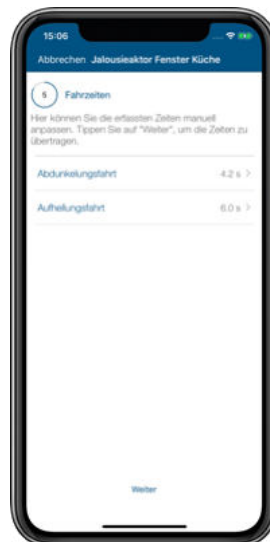 15:06
Abbrechen Jalousieaktor Fenster Küche
5 Fahrzeiten
Hier können Sie die erfassten Zeiten manuell
anpassen. Tippen Sie auf "Weiter", um die Zeiten zu
übertragen.
Abdunkelungsfahrt 4.2 s >
Aufhellungsfahrt 6.0 s >
Weiter